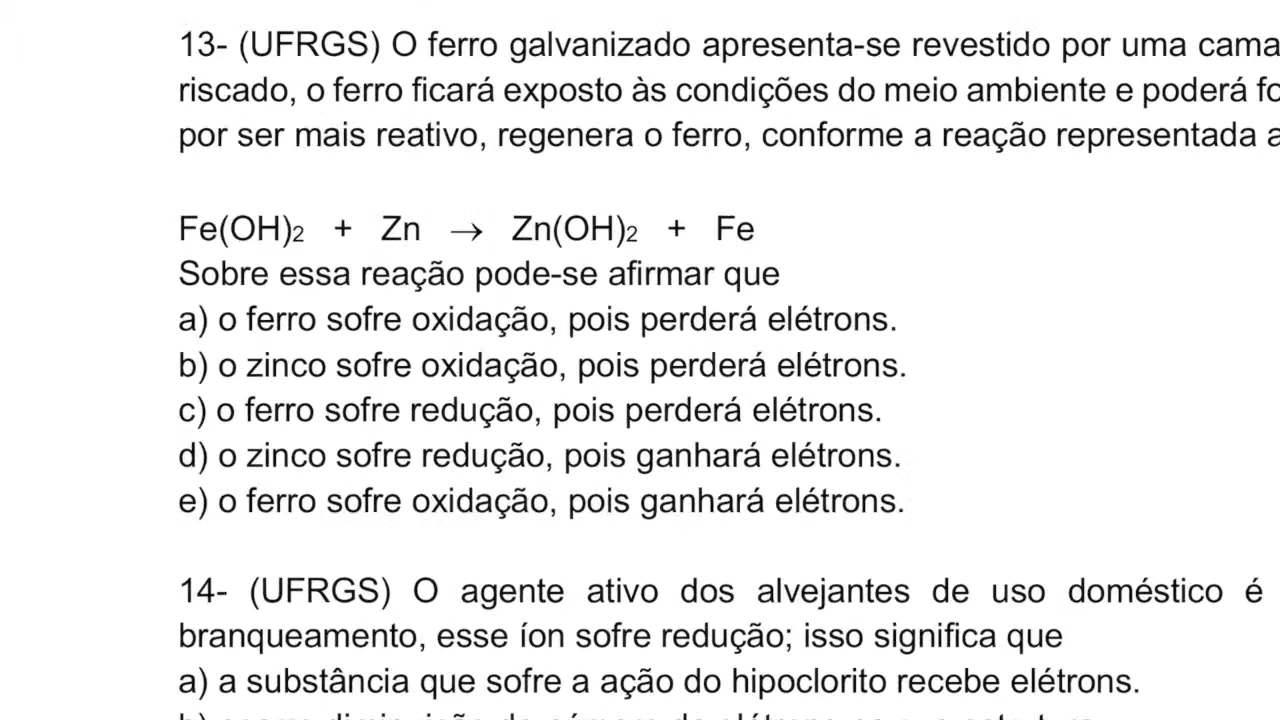 13- (UFRGS) O ferro galvanizado apresenta-se revestido por uma cama
riscado, o ferro ficará exposto às condições do meio ambiente e poderá fo
por ser mais reativo, regenera o ferro, conforme a reação representada a
Fe(OH)₂ + Zn → Zn(OH)₂ + Fe
Sobre essa reação pode-se afirmar que
a) o ferro sofre oxidação, pois perderá elétrons.
b) o zinco sofre oxidação, pois perderá elétrons.
c) o ferro sofre redução, pois perderá elétrons.
d) o zinco sofre redução, pois ganhará elétrons.
e) o ferro sofre oxidação, pois ganhará elétrons.
14- (UFRGS) O agente ativo dos alvejantes de uso doméstico é
branqueamento, esse íon sofre redução; isso significa que
a) a substância que sofre a ação do hipoclorito recebe elétrons.